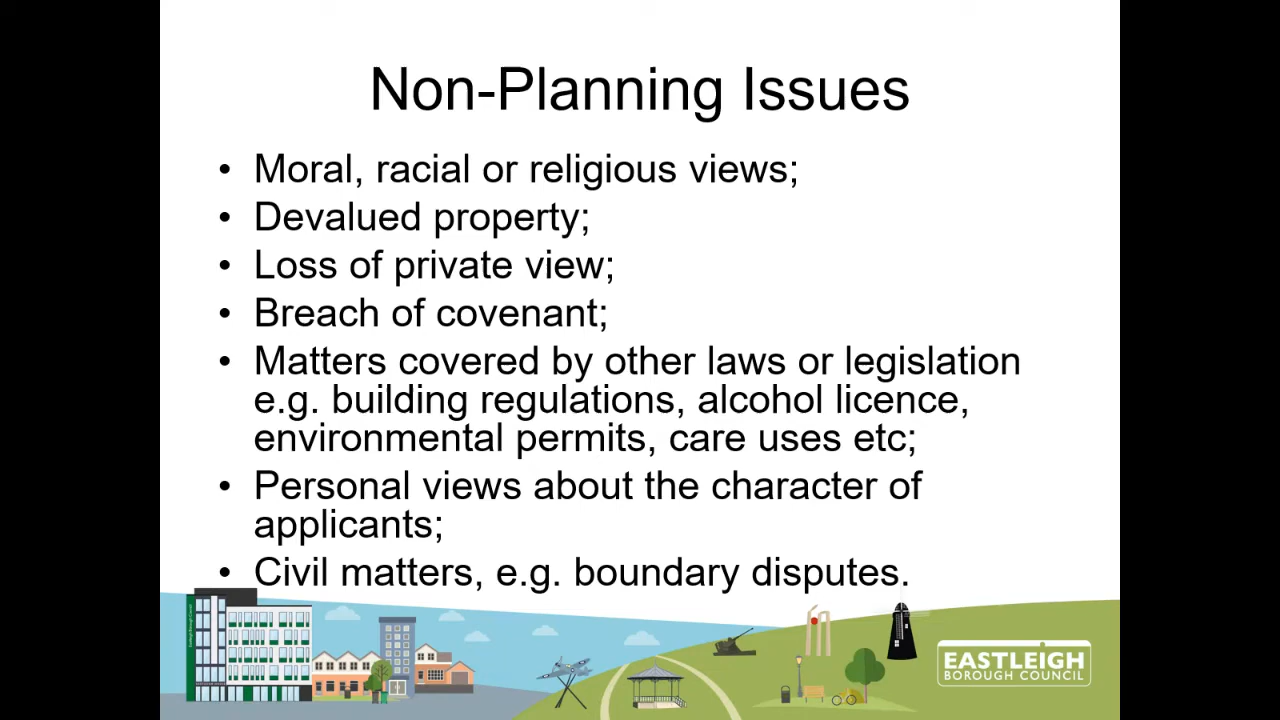 Non-Planning Issues
• Moral, racial or religious views;
• Devalued property;
• Loss of private view;
• Breach of covenant;
• Matters covered by other laws or legislation
e.g. building regulations, alcohol licence,
environmental permits, care uses etc;
• Personal views about the character of
applicants;
• Civil matters, e.g. boundary disputes.
EASTLEIGH
BOROUGH COUNCIL